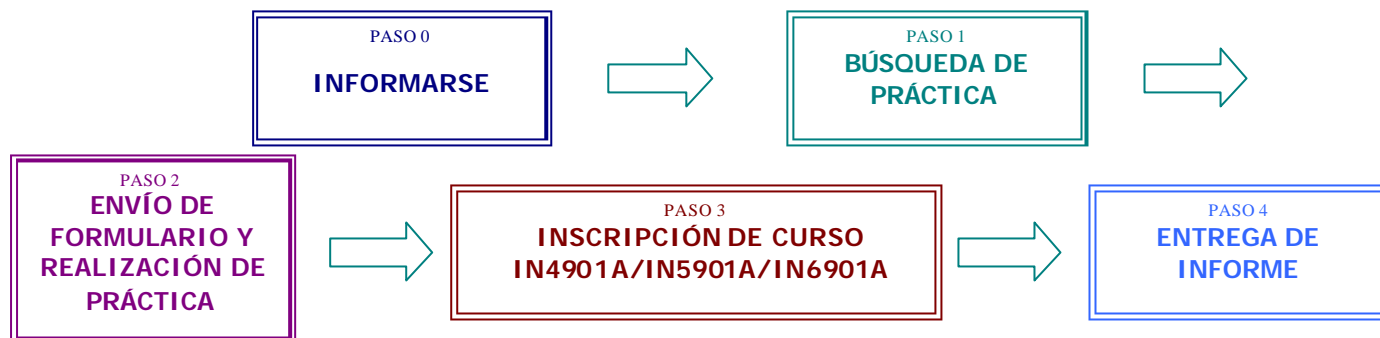 PASO 0
INFORMARSE
PASO 1
BÚSQUEDA DE
PRÁCTICA
PASO 2
ENVÍO DE
FORMULARIO Y
REALIZACIÓN DE
PRÁCTICA
PASO 3
INSCRIPCIÓN DE CURSO
IN4901A/IN5901A/IN6901A
PASO 4
ENTREGA DE
INFORME